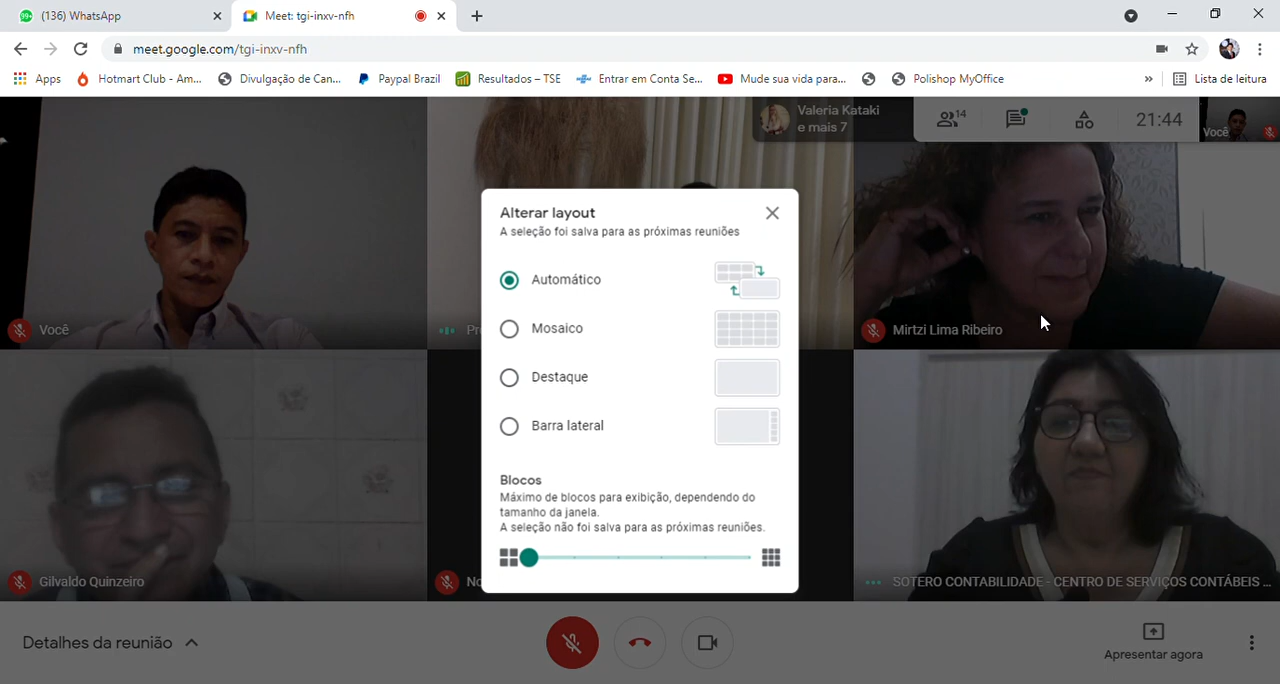 (136) WhatsApp
Meet: tgi-inxv-nfh
meet.google.com/tgi-inxv-nfh
Apps
Hotmart Club - Am...
Divulgação de Can...
Paypal Brazil
Resultados – TSE
Entrar em Conta Se...
Mude sua vida para...
Polishop MyOffice
»
Lista de leitura
Valeria Kataki
e mais 7
14
21:44
Você
Alterar layout
A seleção foi salva para as próximas reuniões
Automático
Mosaico
Destaque
Barra lateral
Blocos
Máximo de blocos para exibição, dependendo do
tamanho da janela.
A seleção não foi salva para as próximas reuniões.
Você
Mirtzi Lima Ribeiro
Gilvaldo Quinzeiro
SOTERO CONTABILIDADE - CENTRO DE SERVIÇOS CONTÁBEIS ...
Detalhes da reunião
Apresentar agora